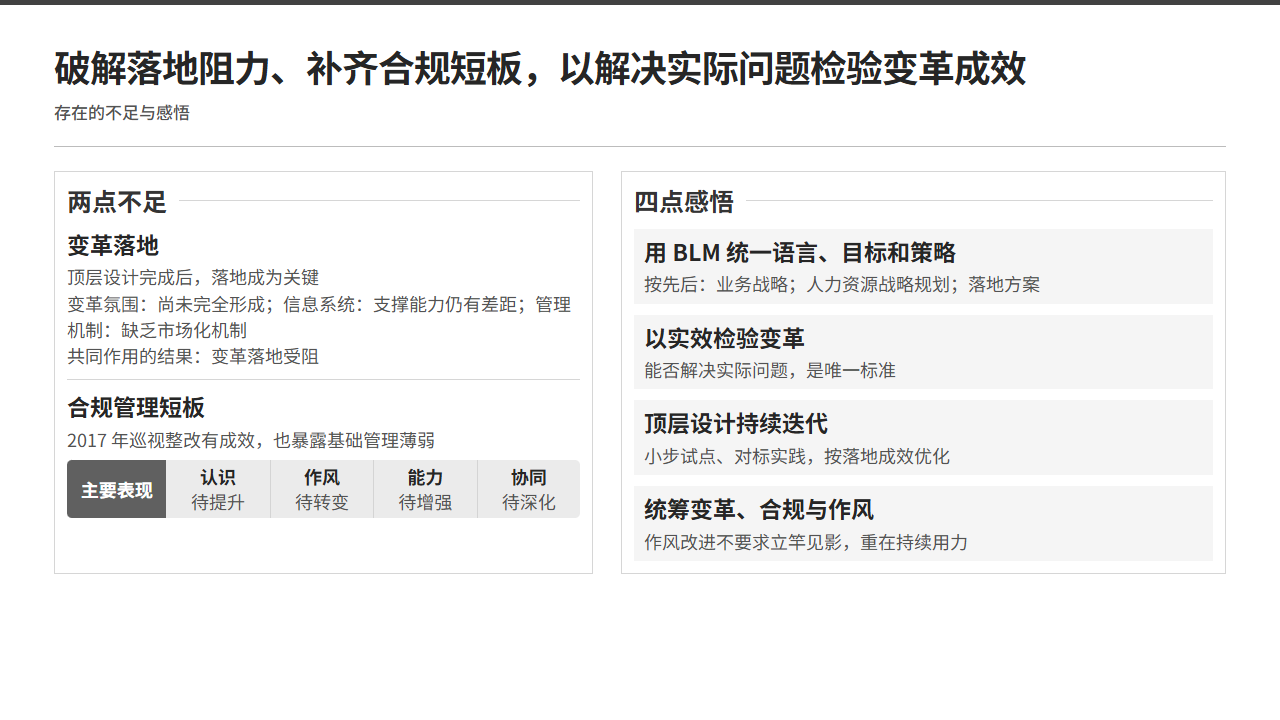 破解落地阻力、补齐合规短板，以解决实际问题检验变革成效
存在的不足与感悟
两点不足
变革落地
顶层设计完成后，落地成为关键
变革氛围：尚未完全形成；信息系统：支撑能力仍有差距；管理
机制：缺乏市场化机制
共同作用的结果：变革落地受阻
合规管理短板
2017 年巡视整改有成效，也暴露基础管理薄弱
主要表现
认识
待提升
作风
待转变
能力
待增强
协同
待深化
四点感悟
用 BLM 统一语言、目标和策略
按先后：业务战略；人力资源战略规划；落地方案
以实效检验变革
能否解决实际问题，是唯一标准
顶层设计持续迭代
小步试点、对标实践，按落地成效优化
统筹变革、合规与作风
作风改进不要求立竿见影，重在持续用力